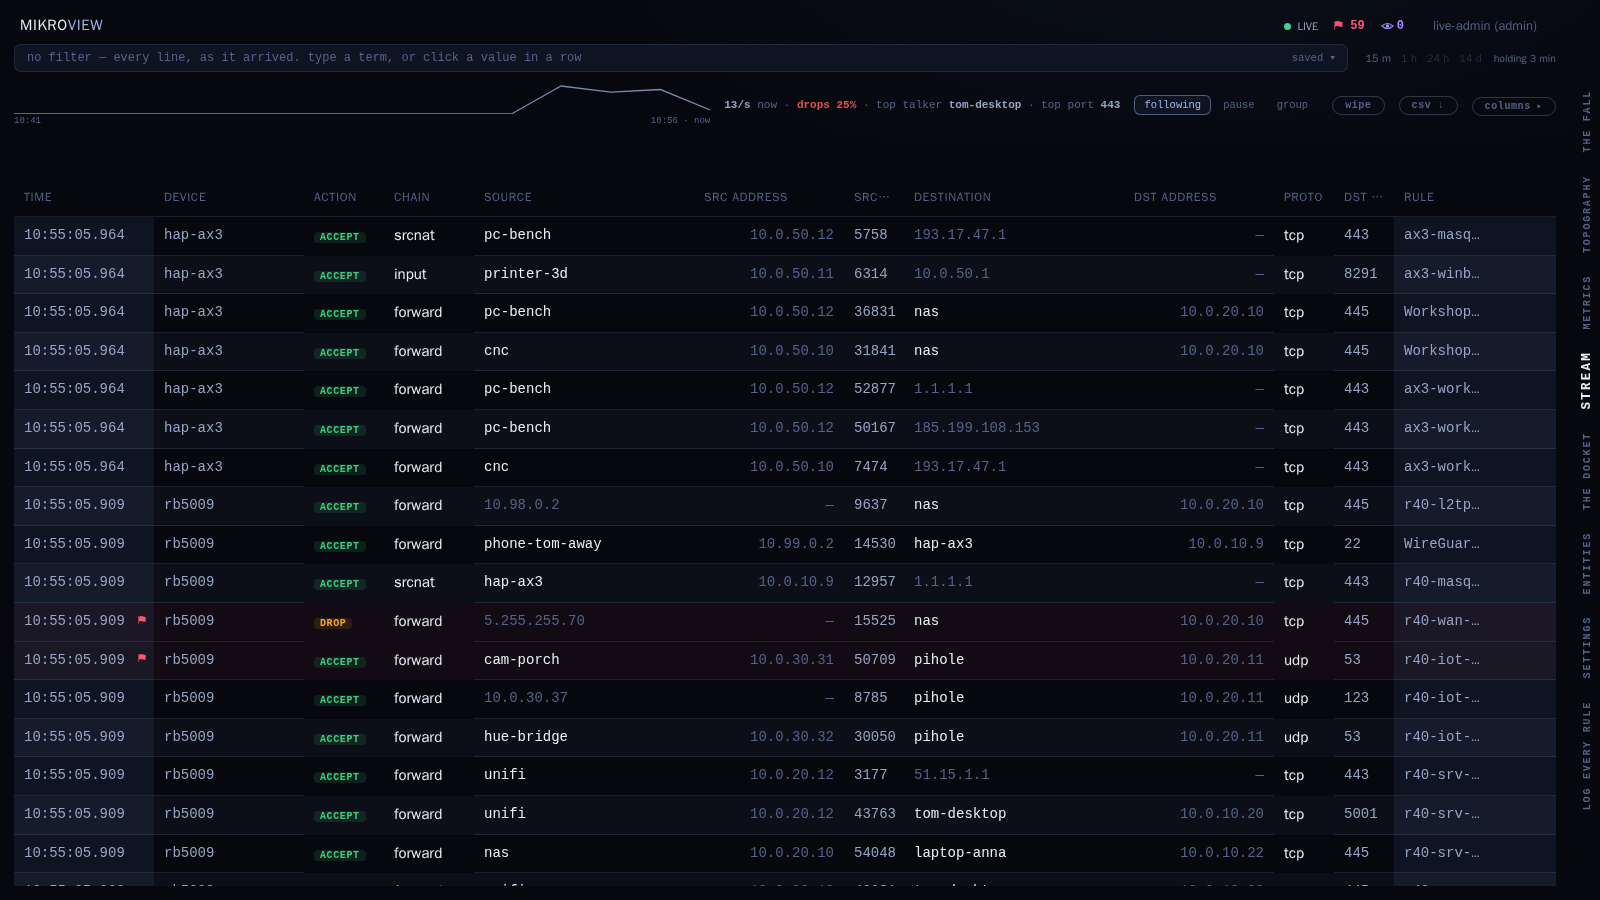 MIKROVIEW
LIVE 59 0 live-admin (admin)
no filter — every line, as it arrived. type a term, or click a value in a row saved ▾
15 m 1 h 24 h 14 d holding 3 min
13/s now · drops 25% · top talker tom-desktop · top port 443 following pause group wipe csv ↓ columns ▸
10:41 10:56 · now
TIME DEVICE ACTION CHAIN SOURCE SRC ADDRESS SRC··· DESTINATION DST ADDRESS PROTO DST ··· RULE
10:55:05.964 hap-ax3 ACCEPT srcnat pc-bench 10.0.50.12 5758 193.17.47.1 — tcp 443 ax3-masq…
10:55:05.964 hap-ax3 ACCEPT input printer-3d 10.0.50.11 6314 10.0.50.1 — tcp 8291 ax3-winb…
10:55:05.964 hap-ax3 ACCEPT forward pc-bench 10.0.50.12 36831 nas 10.0.20.10 tcp 445 Workshop…
10:55:05.964 hap-ax3 ACCEPT forward cnc 10.0.50.10 31841 nas 10.0.20.10 tcp 445 Workshop…
10:55:05.964 hap-ax3 ACCEPT forward pc-bench 10.0.50.12 52877 1.1.1.1 — tcp 443 ax3-work…
10:55:05.964 hap-ax3 ACCEPT forward pc-bench 10.0.50.12 50167 185.199.108.153 — tcp 443 ax3-work…
10:55:05.964 hap-ax3 ACCEPT forward cnc 10.0.50.10 7474 193.17.47.1 — tcp 443 ax3-work…
10:55:05.909 rb5009 ACCEPT forward 10.98.0.2 — 9637 nas 10.0.20.10 tcp 445 r40-l2tp…
10:55:05.909 rb5009 ACCEPT forward phone-tom-away 10.99.0.2 14530 hap-ax3 10.0.10.9 tcp 22 WireGuar…
10:55:05.909 rb5009 ACCEPT srcnat hap-ax3 10.0.10.9 12957 1.1.1.1 — tcp 443 r40-masq…
10:55:05.909 rb5009 DROP forward 5.255.255.70 — 15525 nas 10.0.20.10 tcp 445 r40-wan-…
10:55:05.909 rb5009 ACCEPT forward cam-porch 10.0.30.31 50709 pihole 10.0.20.11 udp 53 r40-iot-…
10:55:05.909 rb5009 ACCEPT forward 10.0.30.37 — 8785 pihole 10.0.20.11 udp 123 r40-iot-…
10:55:05.909 rb5009 ACCEPT forward hue-bridge 10.0.30.32 30050 pihole 10.0.20.11 udp 53 r40-iot-…
10:55:05.909 rb5009 ACCEPT forward unifi 10.0.20.12 3177 51.15.1.1 — tcp 443 r40-srv-…
10:55:05.909 rb5009 ACCEPT forward unifi 10.0.20.12 43763 tom-desktop 10.0.10.20 tcp 5001 r40-srv-…
10:55:05.909 rb5009 ACCEPT forward nas 10.0.20.10 54048 laptop-anna 10.0.10.22 tcp 445 r40-srv-…
THE FALL
TOPOGRAPHY
METRICS
STREAM
THE DOCKET
ENTITIES
SETTINGS
LOG EVERY RULE